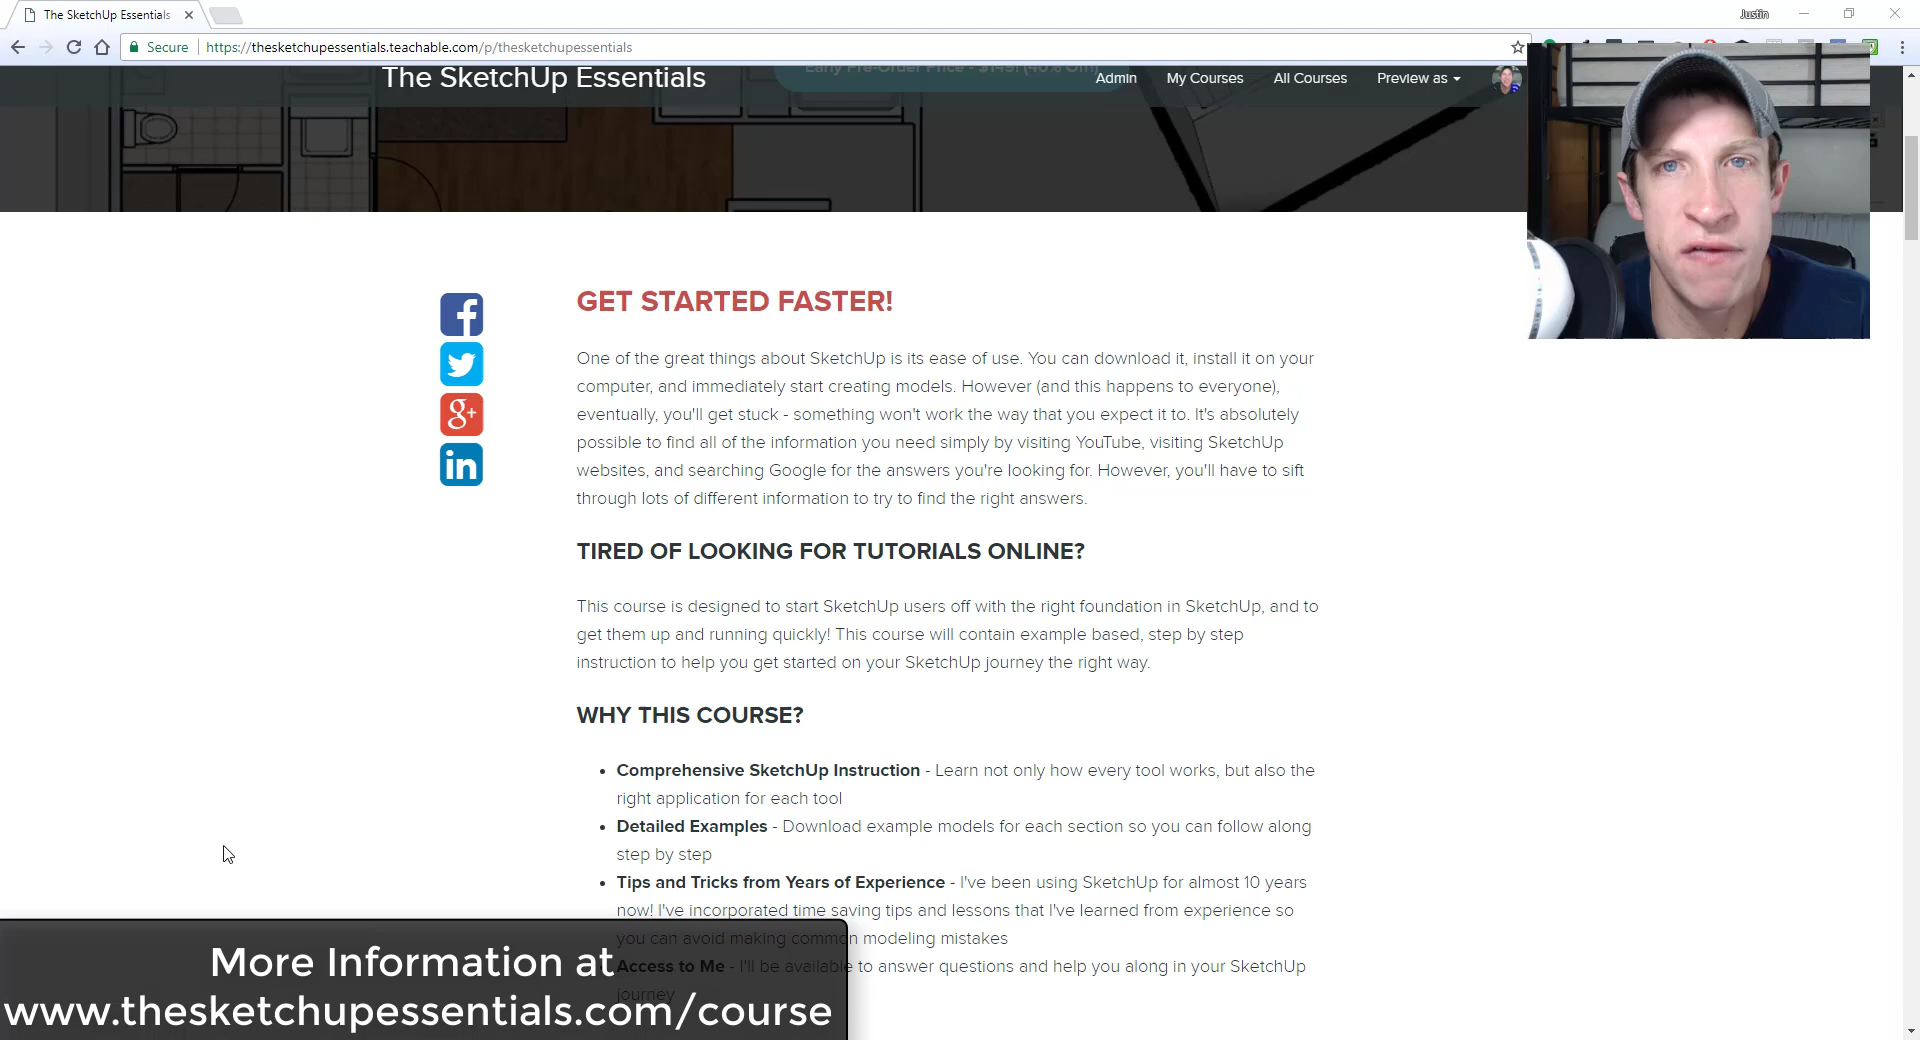 The SketchUp Essentials
Justin
Secure
https://thesketchupessentials.teachable.com/p/thesketchupessentials
Early Pre-Order Price - $149! (40% Off)
The SketchUp Essentials
Admin
My Courses
All Courses
Preview as
GET STARTED FASTER!
One of the great things about SketchUp is its ease of use. You can download it, install it on your
computer, and immediately start creating models. However (and this happens to everyone),
eventually, you'll get stuck - something won't work the way that you expect it to. It's absolutely
possible to find all of the information you need simply by visiting YouTube, visiting SketchUp
websites, and searching Google for the answers you're looking for. However, you'll have to sift
through lots of different information to try to find the right answers.
TIRED OF LOOKING FOR TUTORIALS ONLINE?
This course is designed to start SketchUp users off with the right foundation in SketchUp, and to
get them up and running quickly! This course will contain example based, step by step
instruction to help you get started on your SketchUp journey the right way.
WHY THIS COURSE?
• Comprehensive SketchUp Instruction - Learn not only how every tool works, but also the
right application for each tool
• Detailed Examples - Download example models for each section so you can follow along
step by step
• Tips and Tricks from Years of Experience - I've been using SketchUp for almost 10 years
now! I've incorporated time saving tips and lessons that I've learned from experience so
you can avoid making common modeling mistakes
Access to Me - I'll be available to answer questions and help you along in your SketchUp
journey
More Information at
www.thesketchupessentials.com/course